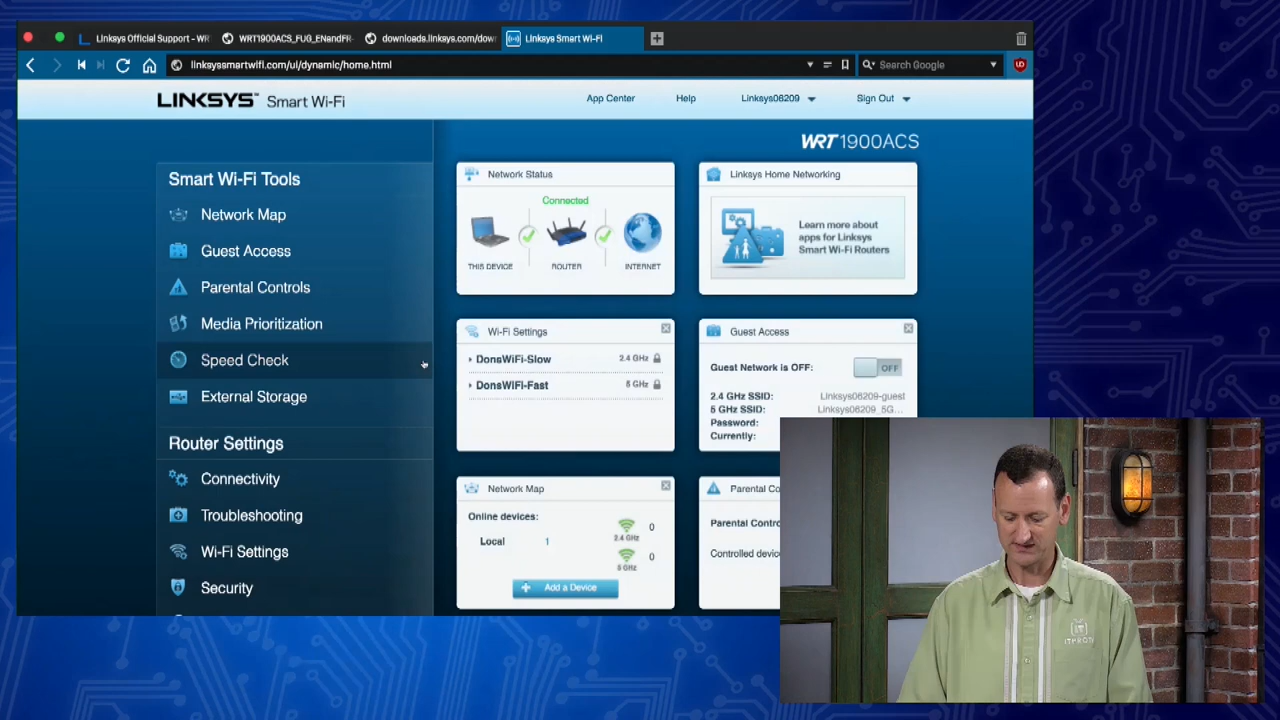 Linksys Official Support - WR
WRT1900ACS_FUG_ENandFR-
downloads.linksys.com/dow
Linksys Smart Wi-Fi
linksyssmartwifi.com/ui/dynamic/home.html
Search Google
LINKSYS™ Smart Wi-Fi
App Center
Help
Linksys06209
Sign Out
WRT1900ACS
Smart Wi-Fi Tools
Network Map
Guest Access
Parental Controls
Media Prioritization
Speed Check
External Storage
Router Settings
Connectivity
Troubleshooting
Wi-Fi Settings
Security
Network Status
Connected
THIS DEVICE
ROUTER
INTERNET
Linksys Home Networking
Learn more about
apps for Linksys
Smart Wi-Fi Routers
Wi-Fi Settings
DonsWiFi-Slow 2.4 GHz
DonsWiFi-Fast 5 GHz
Guest Access
Guest Network is OFF: OFF
2.4 GHz SSID: Linksys06209-guest
5 GHz SSID: Linksys06209_5G...
Password:
Currently:
Network Map
Online devices:
Local 1
0
2.4 GHz
0
5 GHz
Add a Device
Parental Co
Parental Contro
Controlled devic
ITPROTV